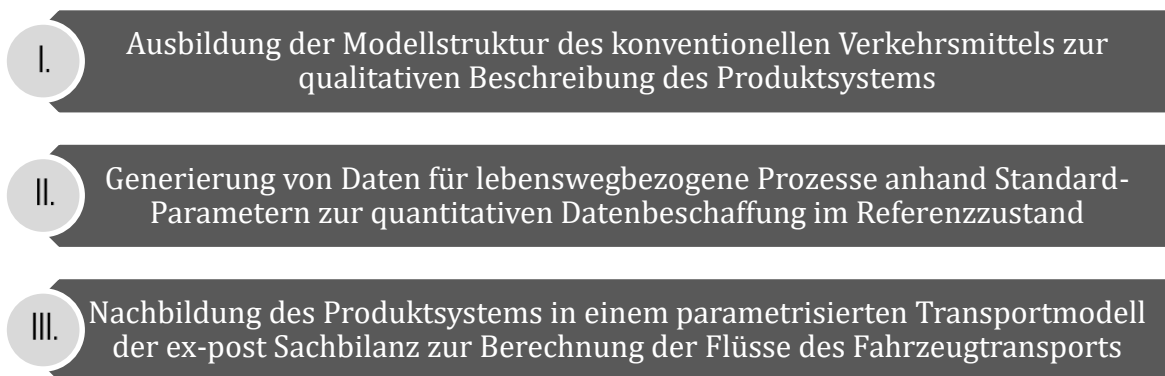 I.
Ausbildung der Modellstruktur des konventionellen Verkehrsmittels zur
qualitativen Beschreibung des Produktsystems
II.
Generierung von Daten für lebenswegbezogene Prozesse anhand Standard-
Parametern zur quantitativen Datenbeschaffung im Referenzzustand
III.
Nachbildung des Produktsystems in einem parametrisierten Transportmodell
der ex-post Sachbilanz zur Berechnung der Flüsse des Fahrzeugtransports